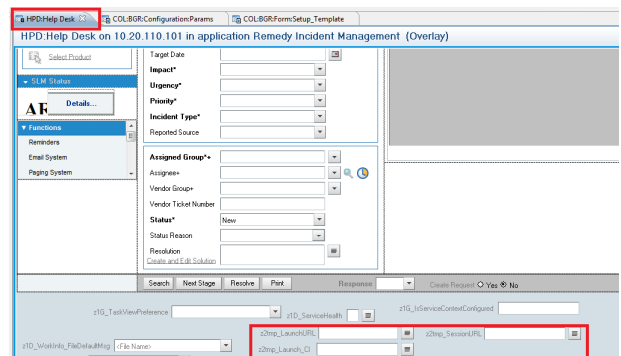 HPD:Help Desk
COL:BGR:Configuration:Params
COL:BGR:Form:Setup_Template
HPD:Help Desk on 10.20.110.101 in application Remedy Incident Management (Overlay)
Select Product
Target Date
Impact*
SLM Status
Urgency*
AR
Details...
Priority*
Incident Type*
Functions
Reported Source
Reminders
Email System
Assigned Group*+
Paging System
Assignee+
Vendor Group+
Vendor Ticket Number
Status*
New
Status Reason
Resolution
Create and Edit Solution
Search
Next Stage
Resolve
Print
Response
Create Request
Yes
No
z1G_TaskViewPreference
z1D_ServiceHealth
z1G_IsServiceContextConfigured
z2tmp_LaunchURL
z2tmp_SessionURL
z1D_WorkInfo_FileDefaultMsg
<File Name>
z2tmp_Launch_CI